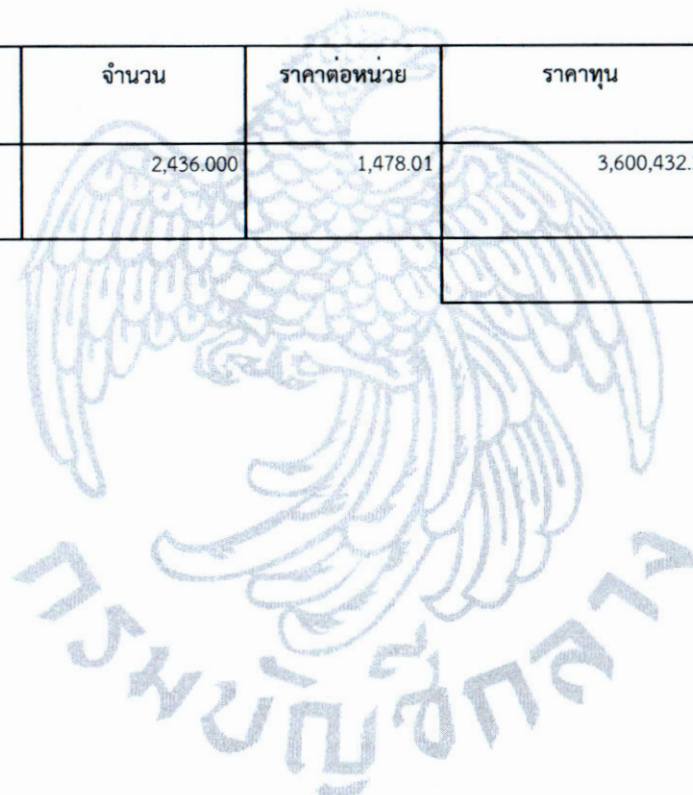 จำนวน ราคาต่อหน่วย ราคาทุน
2,436.000 1,478.01 3,600,432.
กรมบัญชีกลาง